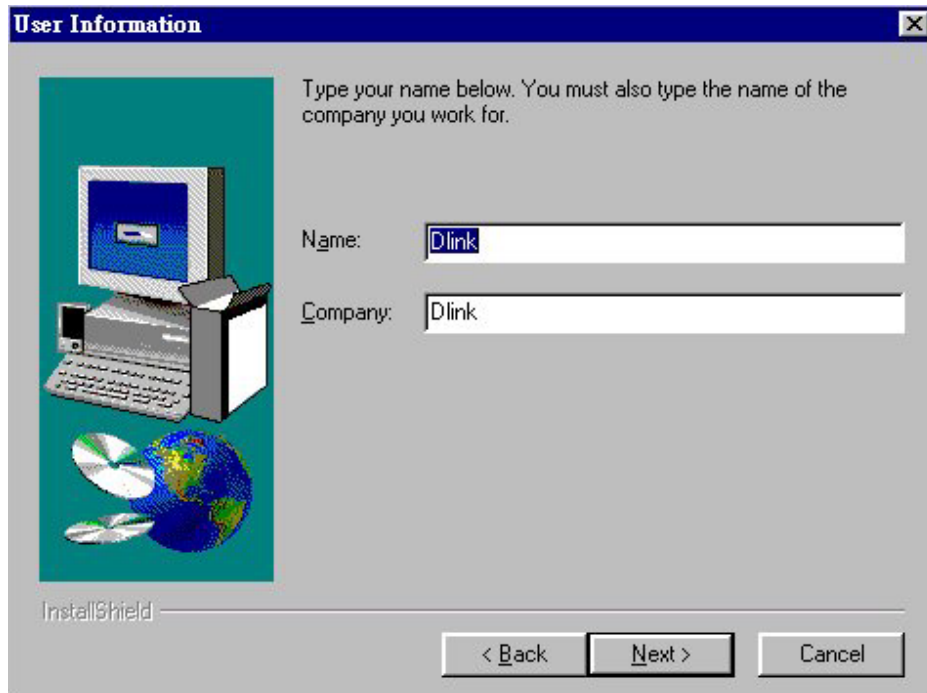 User Information
Type your name below. You must also type the name of the
company you work for.
Name: Dlink
Company: Dlink
InstallShield
< Back Next > Cancel